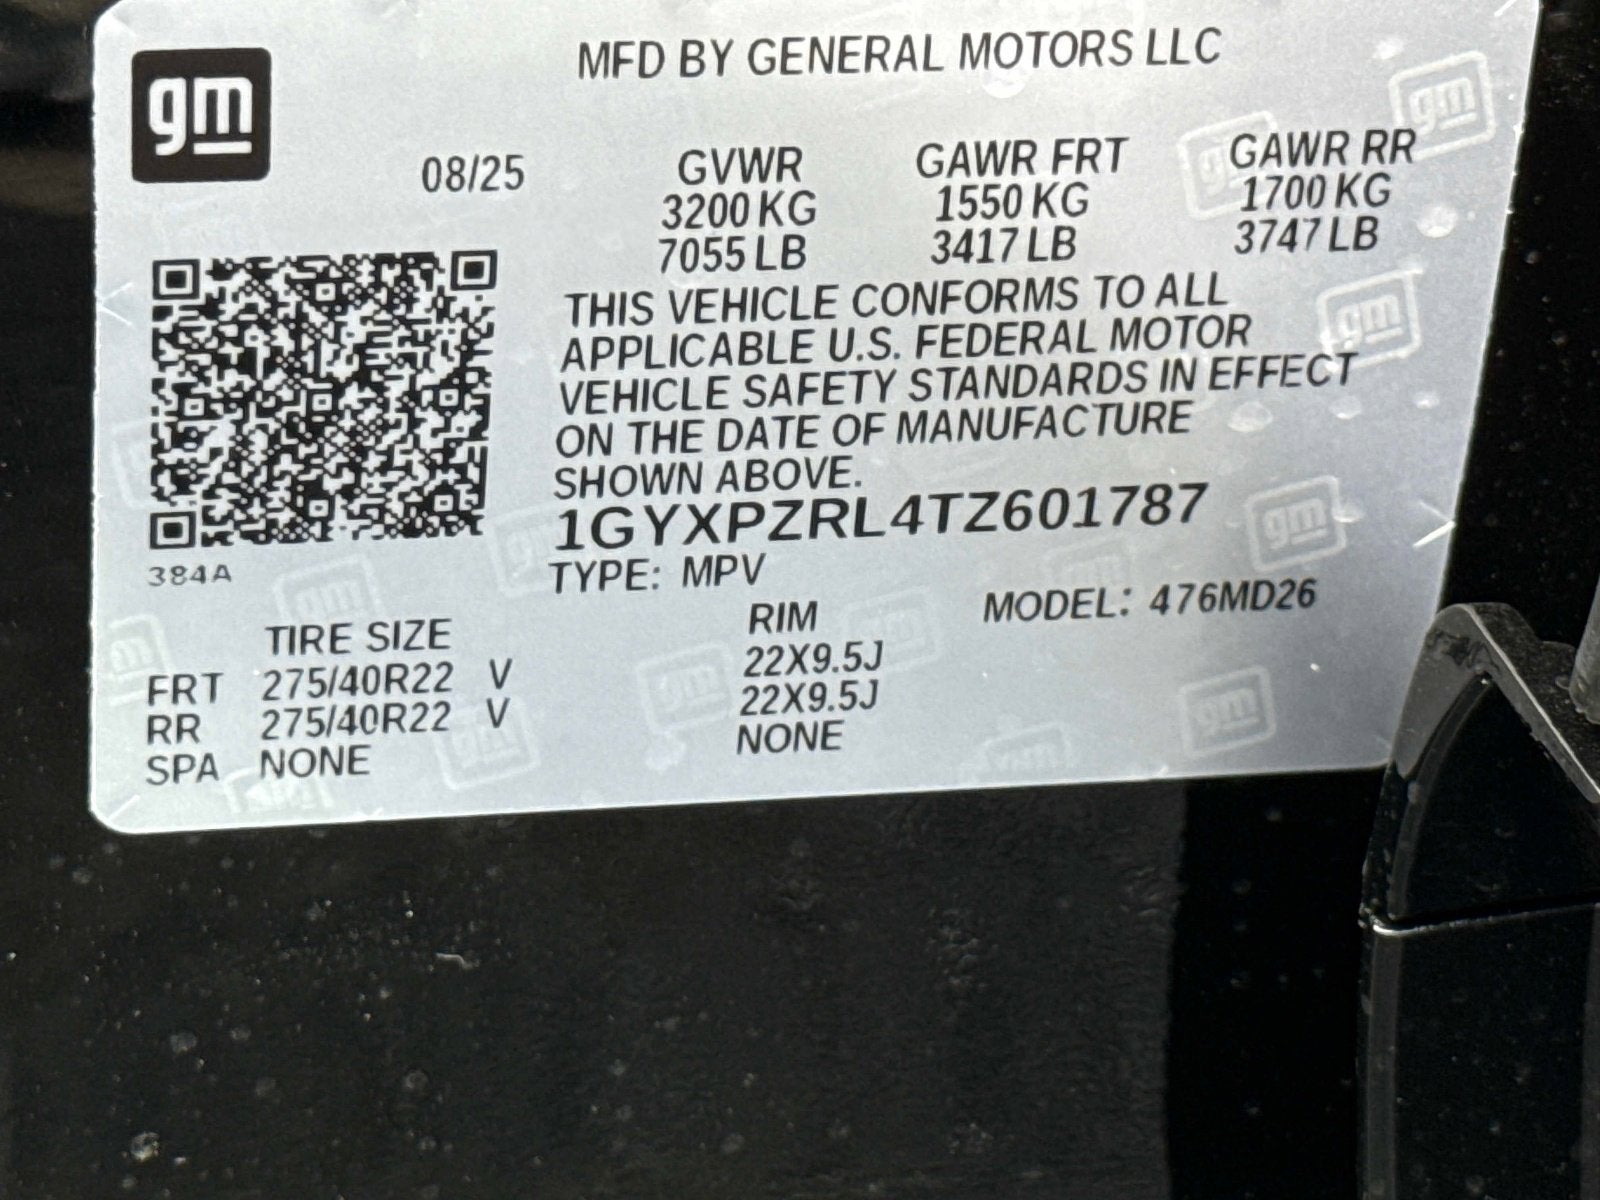 gm
MFD BY GENERAL MOTORS LLC
08/25
GVWR GAWR FRT GAWR RR
3200 KG 1550 KG 1700 KG
7055 LB 3417 LB 3747 LB
THIS VEHICLE CONFORMS TO ALL
APPLICABLE U.S. FEDERAL MOTOR
VEHICLE SAFETY STANDARDS IN EFFECT
ON THE DATE OF MANUFACTURE
SHOWN ABOVE.
1GYXPZRL4TZ601787
384A
TYPE: MPV
MODEL: 476MD26
TIRE SIZE RIM
FRT 275/40R22 V 22X9.5J
RR 275/40R22 V 22X9.5J
SPA NONE NONE